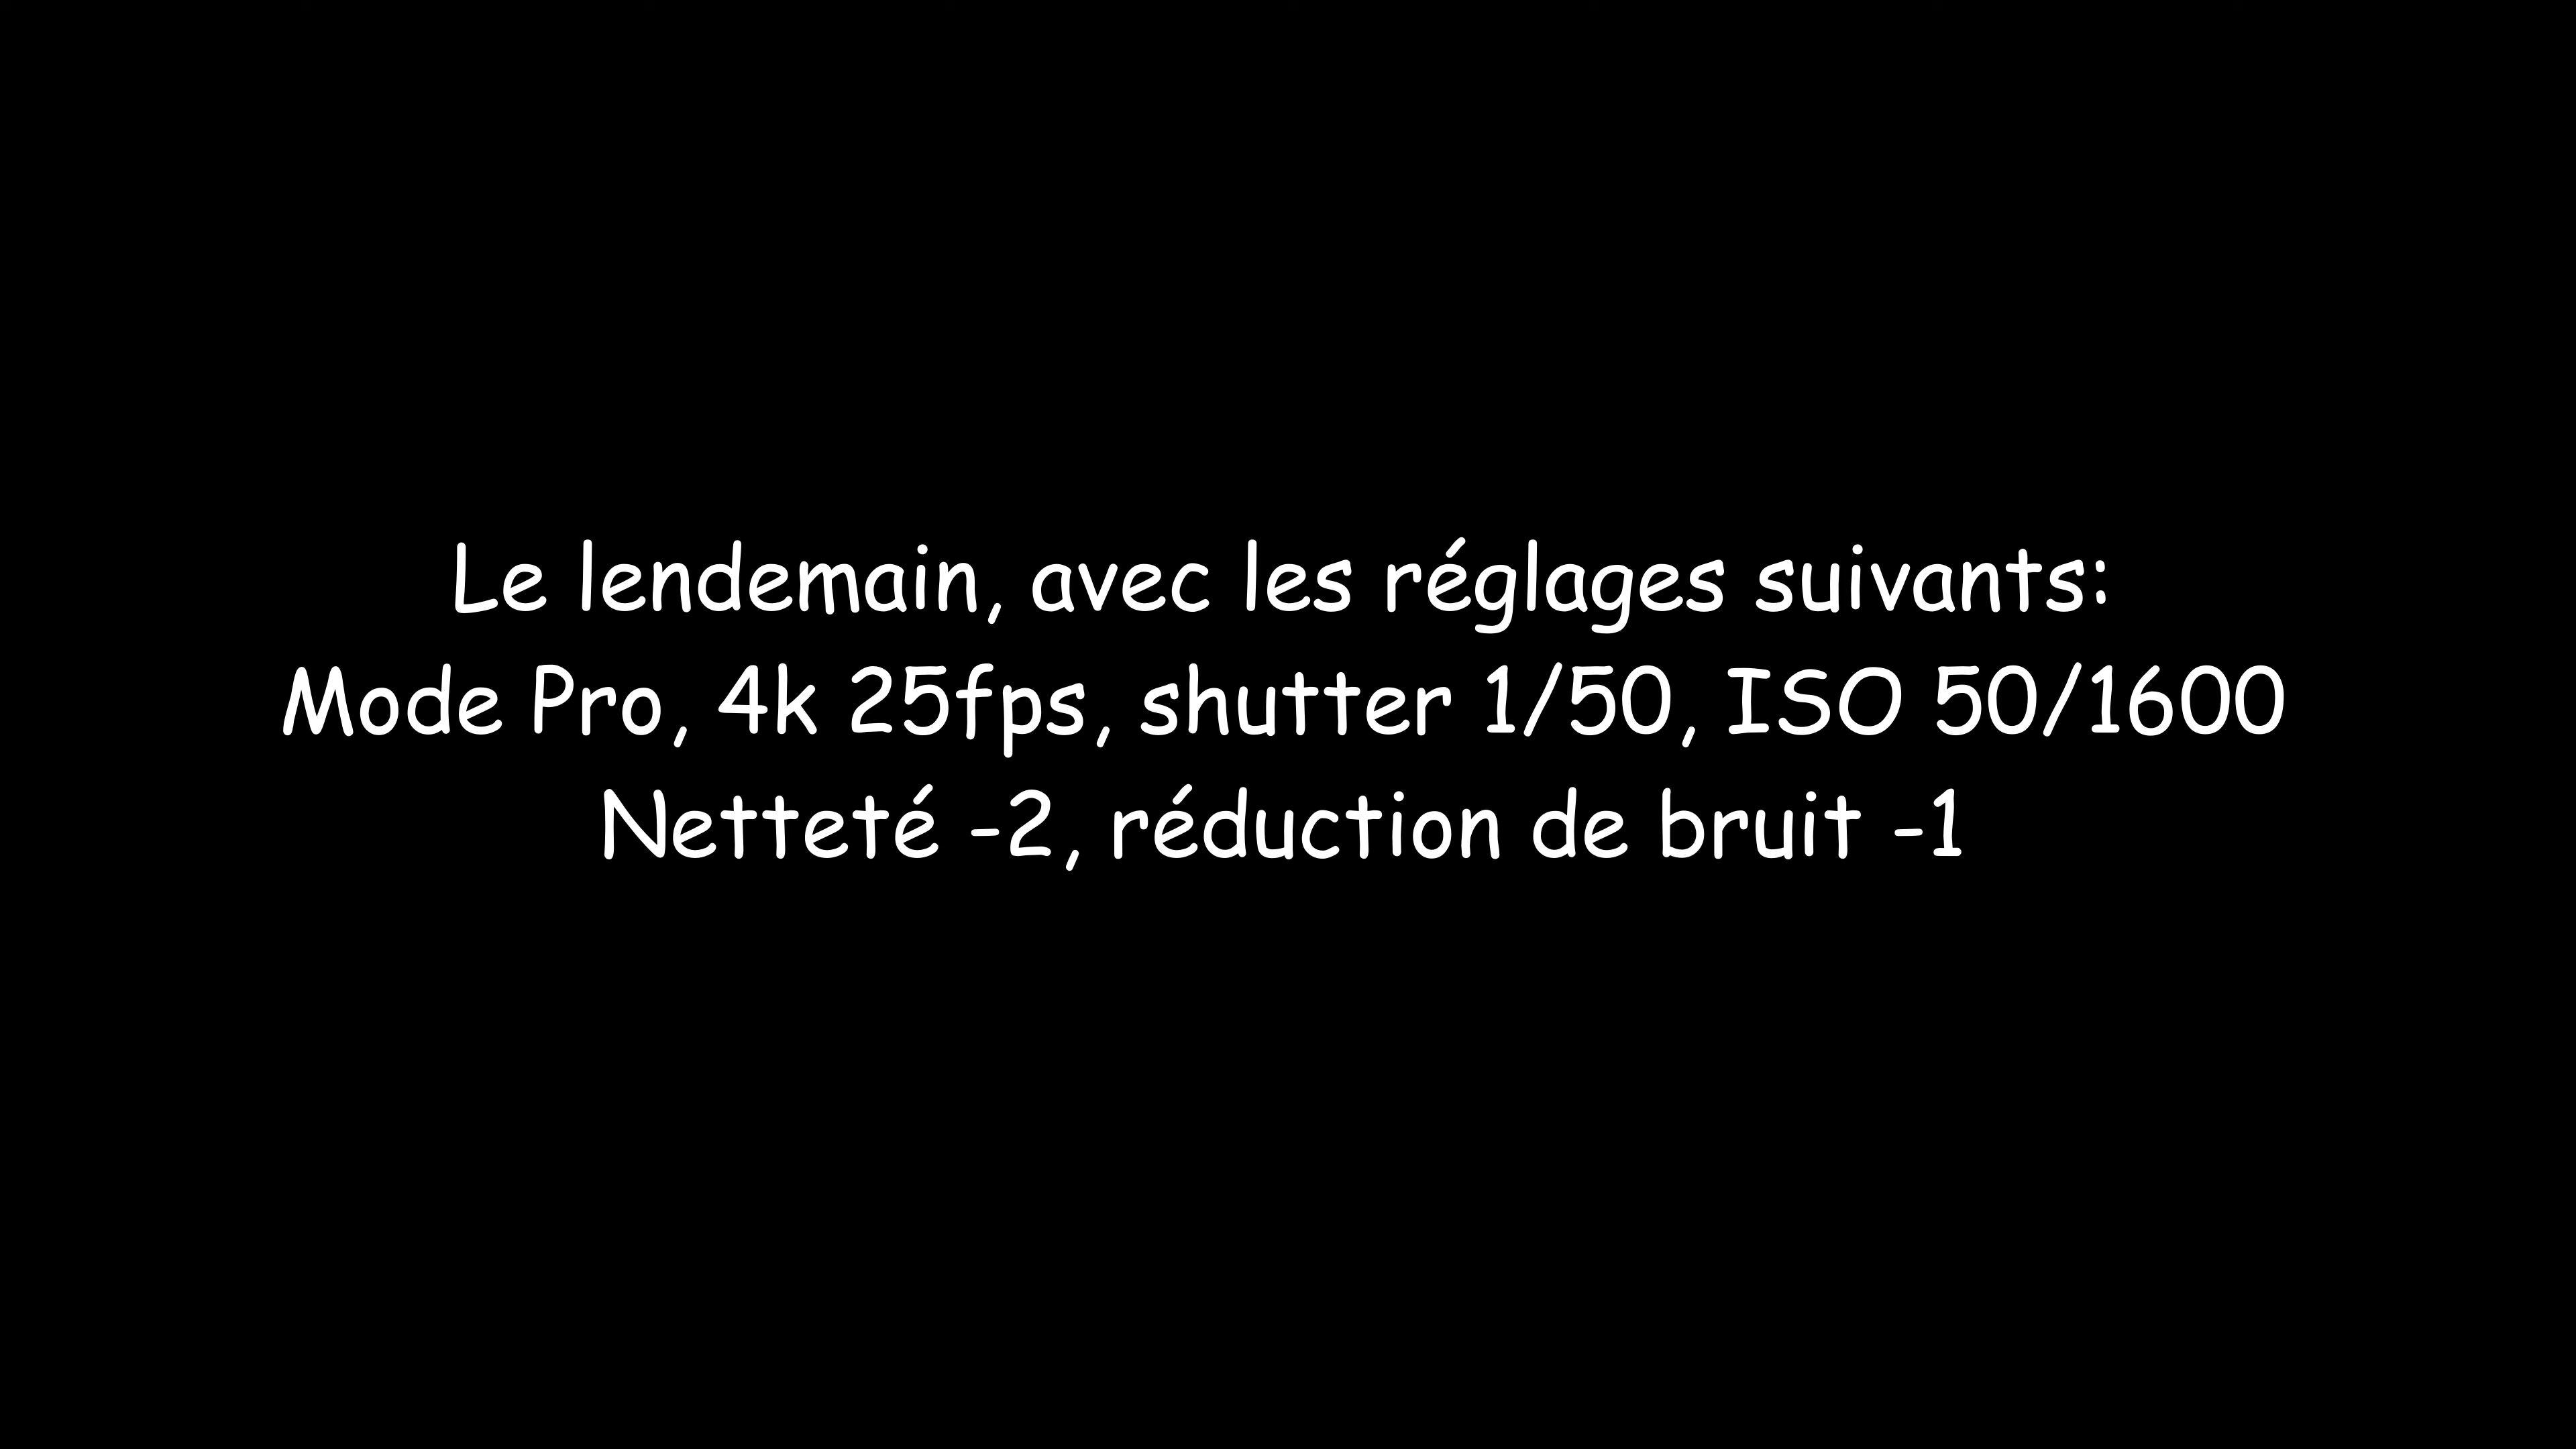 Le lendemain, avec les réglages suivants:
Mode Pro, 4k 25fps, shutter 1/50, ISO 50/1600
Netteté -2, réduction de bruit -1